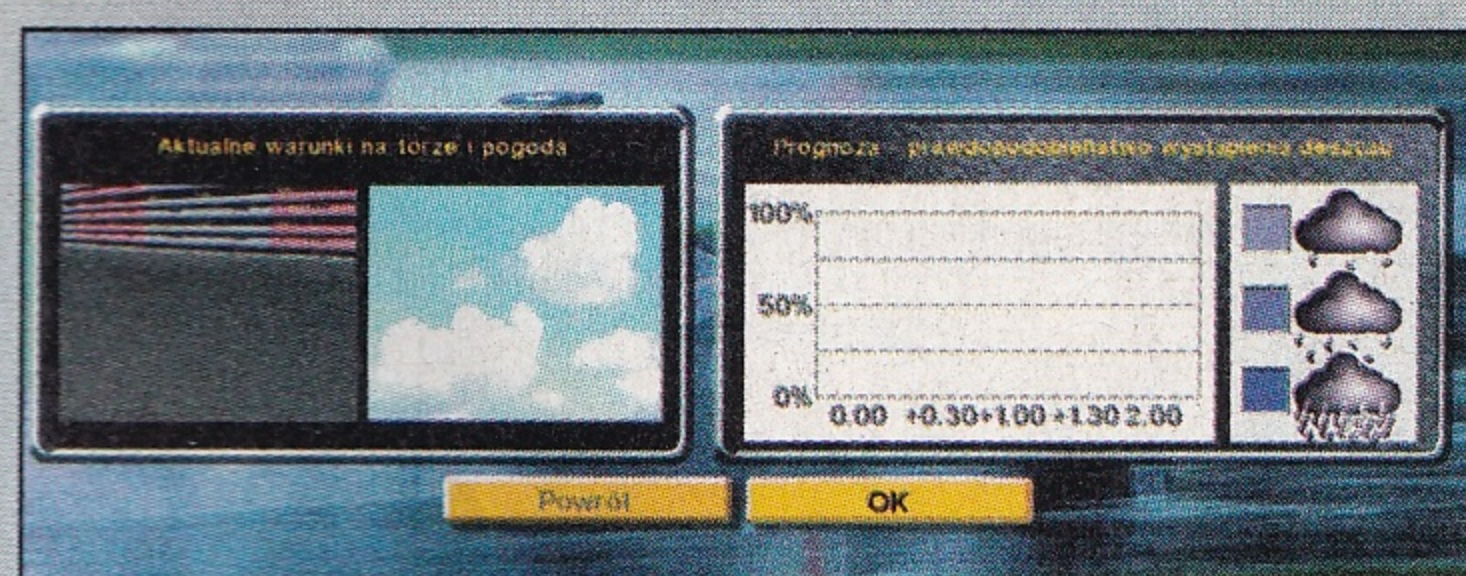 Aktualne warunki na torze i pogoda
Prognoza - prawdopodobieństwo wystąpienia deszczu
100%
50%
0%
0.00 +0.30 +1.00 +1.30 2.00
Powrót
OK